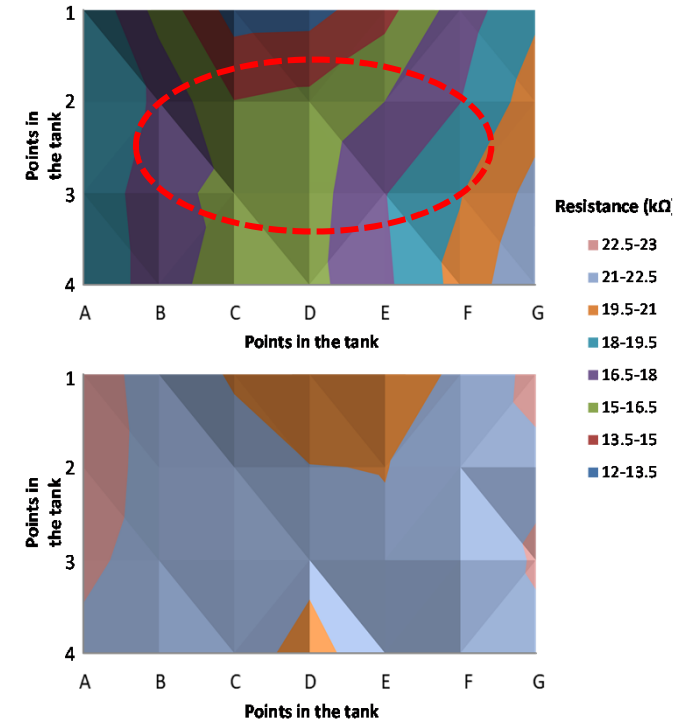 1
2
3
4
Points in
the tank
A B C D E F G
Points in the tank
Resistance (kΩ)
22.5-23
21-22.5
19.5-21
18-19.5
16.5-18
15-16.5
13.5-15
12-13.5
1
2
3
4
Points in
the tank
A B C D E F G
Points in the tank